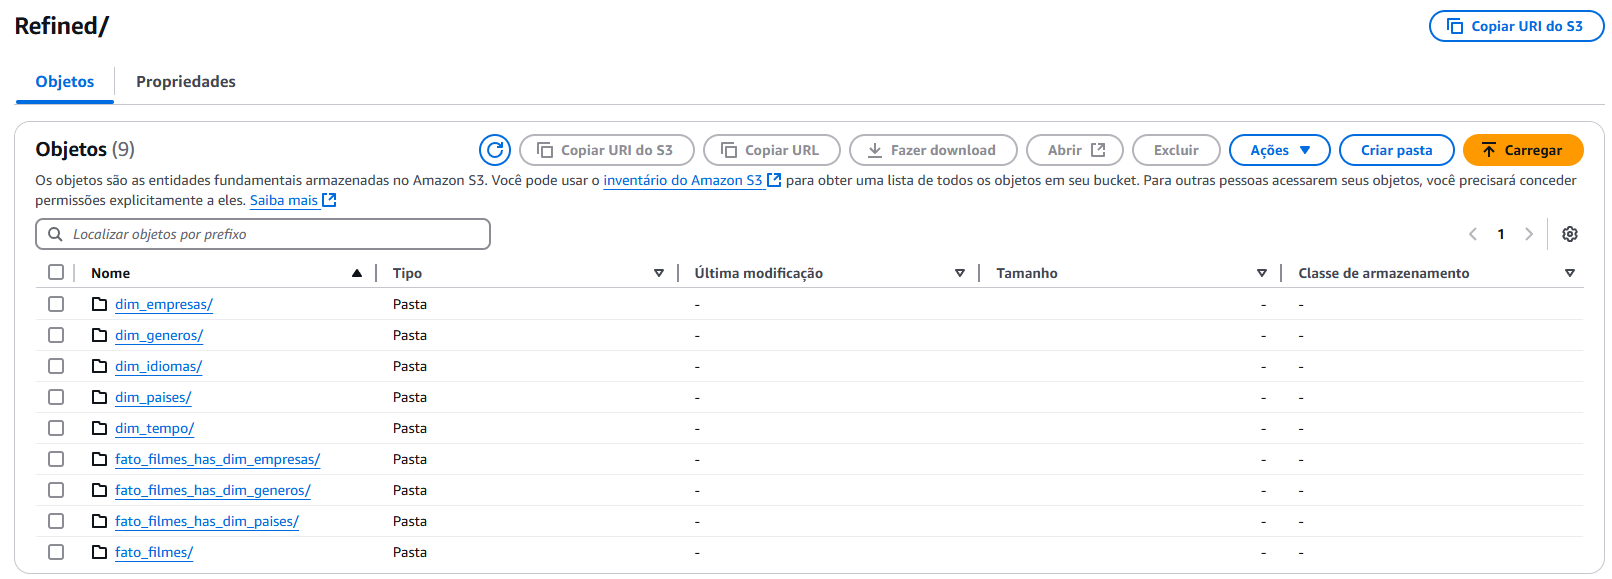 Refined/
Copiar URI do S3
Objetos
Propriedades
Objetos (9)
Copiar URI do S3
Copiar URL
Fazer download
Abrir
Excluir
Ações
Criar pasta
Carregar
Os objetos são as entidades fundamentais armazenadas no Amazon S3. Você pode usar o inventário do Amazon S3 para obter uma lista de todos os objetos em seu bucket. Para outras pessoas acessarem seus objetos, você precisará conceder
permissões explicitamente a eles. Saiba mais
Localizar objetos por prefixo
1
Nome Tipo Última modificação Tamanho Classe de armazenamento
dim_empresas/ Pasta - - -
dim_generos/ Pasta - - -
dim_idiomas/ Pasta - - -
dim_paises/ Pasta - - -
dim_tempo/ Pasta - - -
fato_filmes_has_dim_empresas/ Pasta - - -
fato_filmes_has_dim_generos/ Pasta - - -
fato_filmes_has_dim_paises/ Pasta - - -
fato_filmes/ Pasta - - -